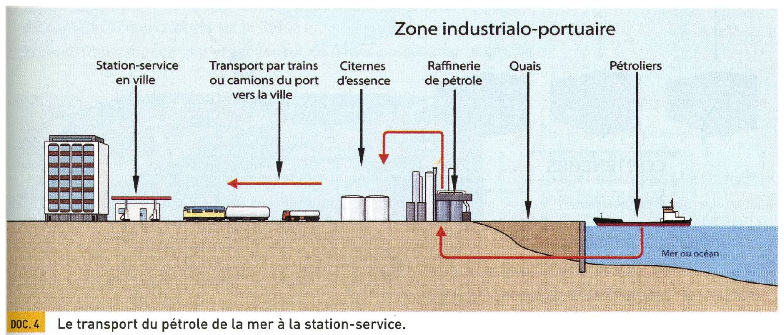 Zone industrialo-portuaire
Station-service
en ville
Transport par trains
ou camions du port
vers la ville
Citernes
d'essence
Raffinerie
de pétrole
Quais
Pétroliers
Mer ou océan
DOC. 4 Le transport du pétrole de la mer à la station-service.